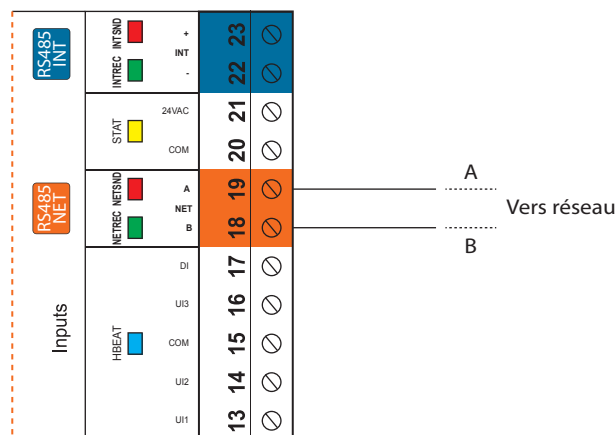 RS485 INT
INTREC INTSND
+
INT
-
23
22
STAT
24VAC
COM
21
20
RS485 NET
NETREC NETSND
A
NET
B
19
18
A
B
Vers réseau
Inputs
HBEAT
DI
UI3
COM
UI2
UI1
17
16
15
14
13